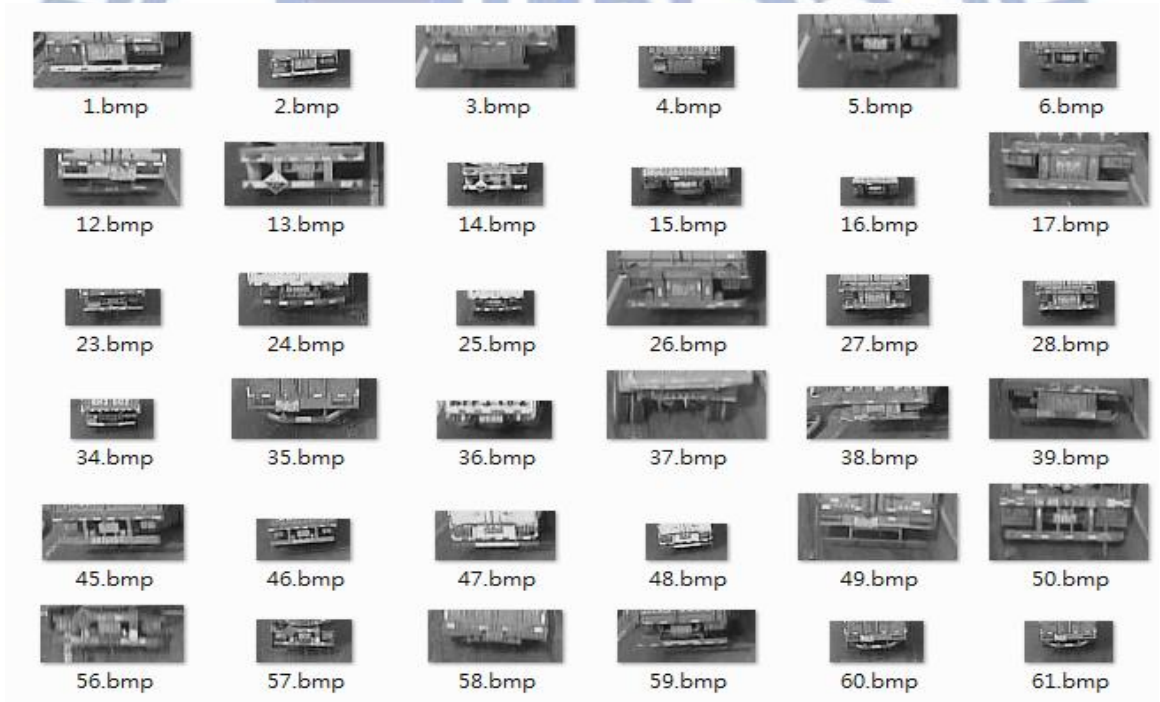 1.bmp 2.bmp 3.bmp 4.bmp 5.bmp 6.bmp
12.bmp 13.bmp 14.bmp 15.bmp 16.bmp 17.bmp
23.bmp 24.bmp 25.bmp 26.bmp 27.bmp 28.bmp
34.bmp 35.bmp 36.bmp 37.bmp 38.bmp 39.bmp
45.bmp 46.bmp 47.bmp 48.bmp 49.bmp 50.bmp
56.bmp 57.bmp 58.bmp 59.bmp 60.bmp 61.bmp